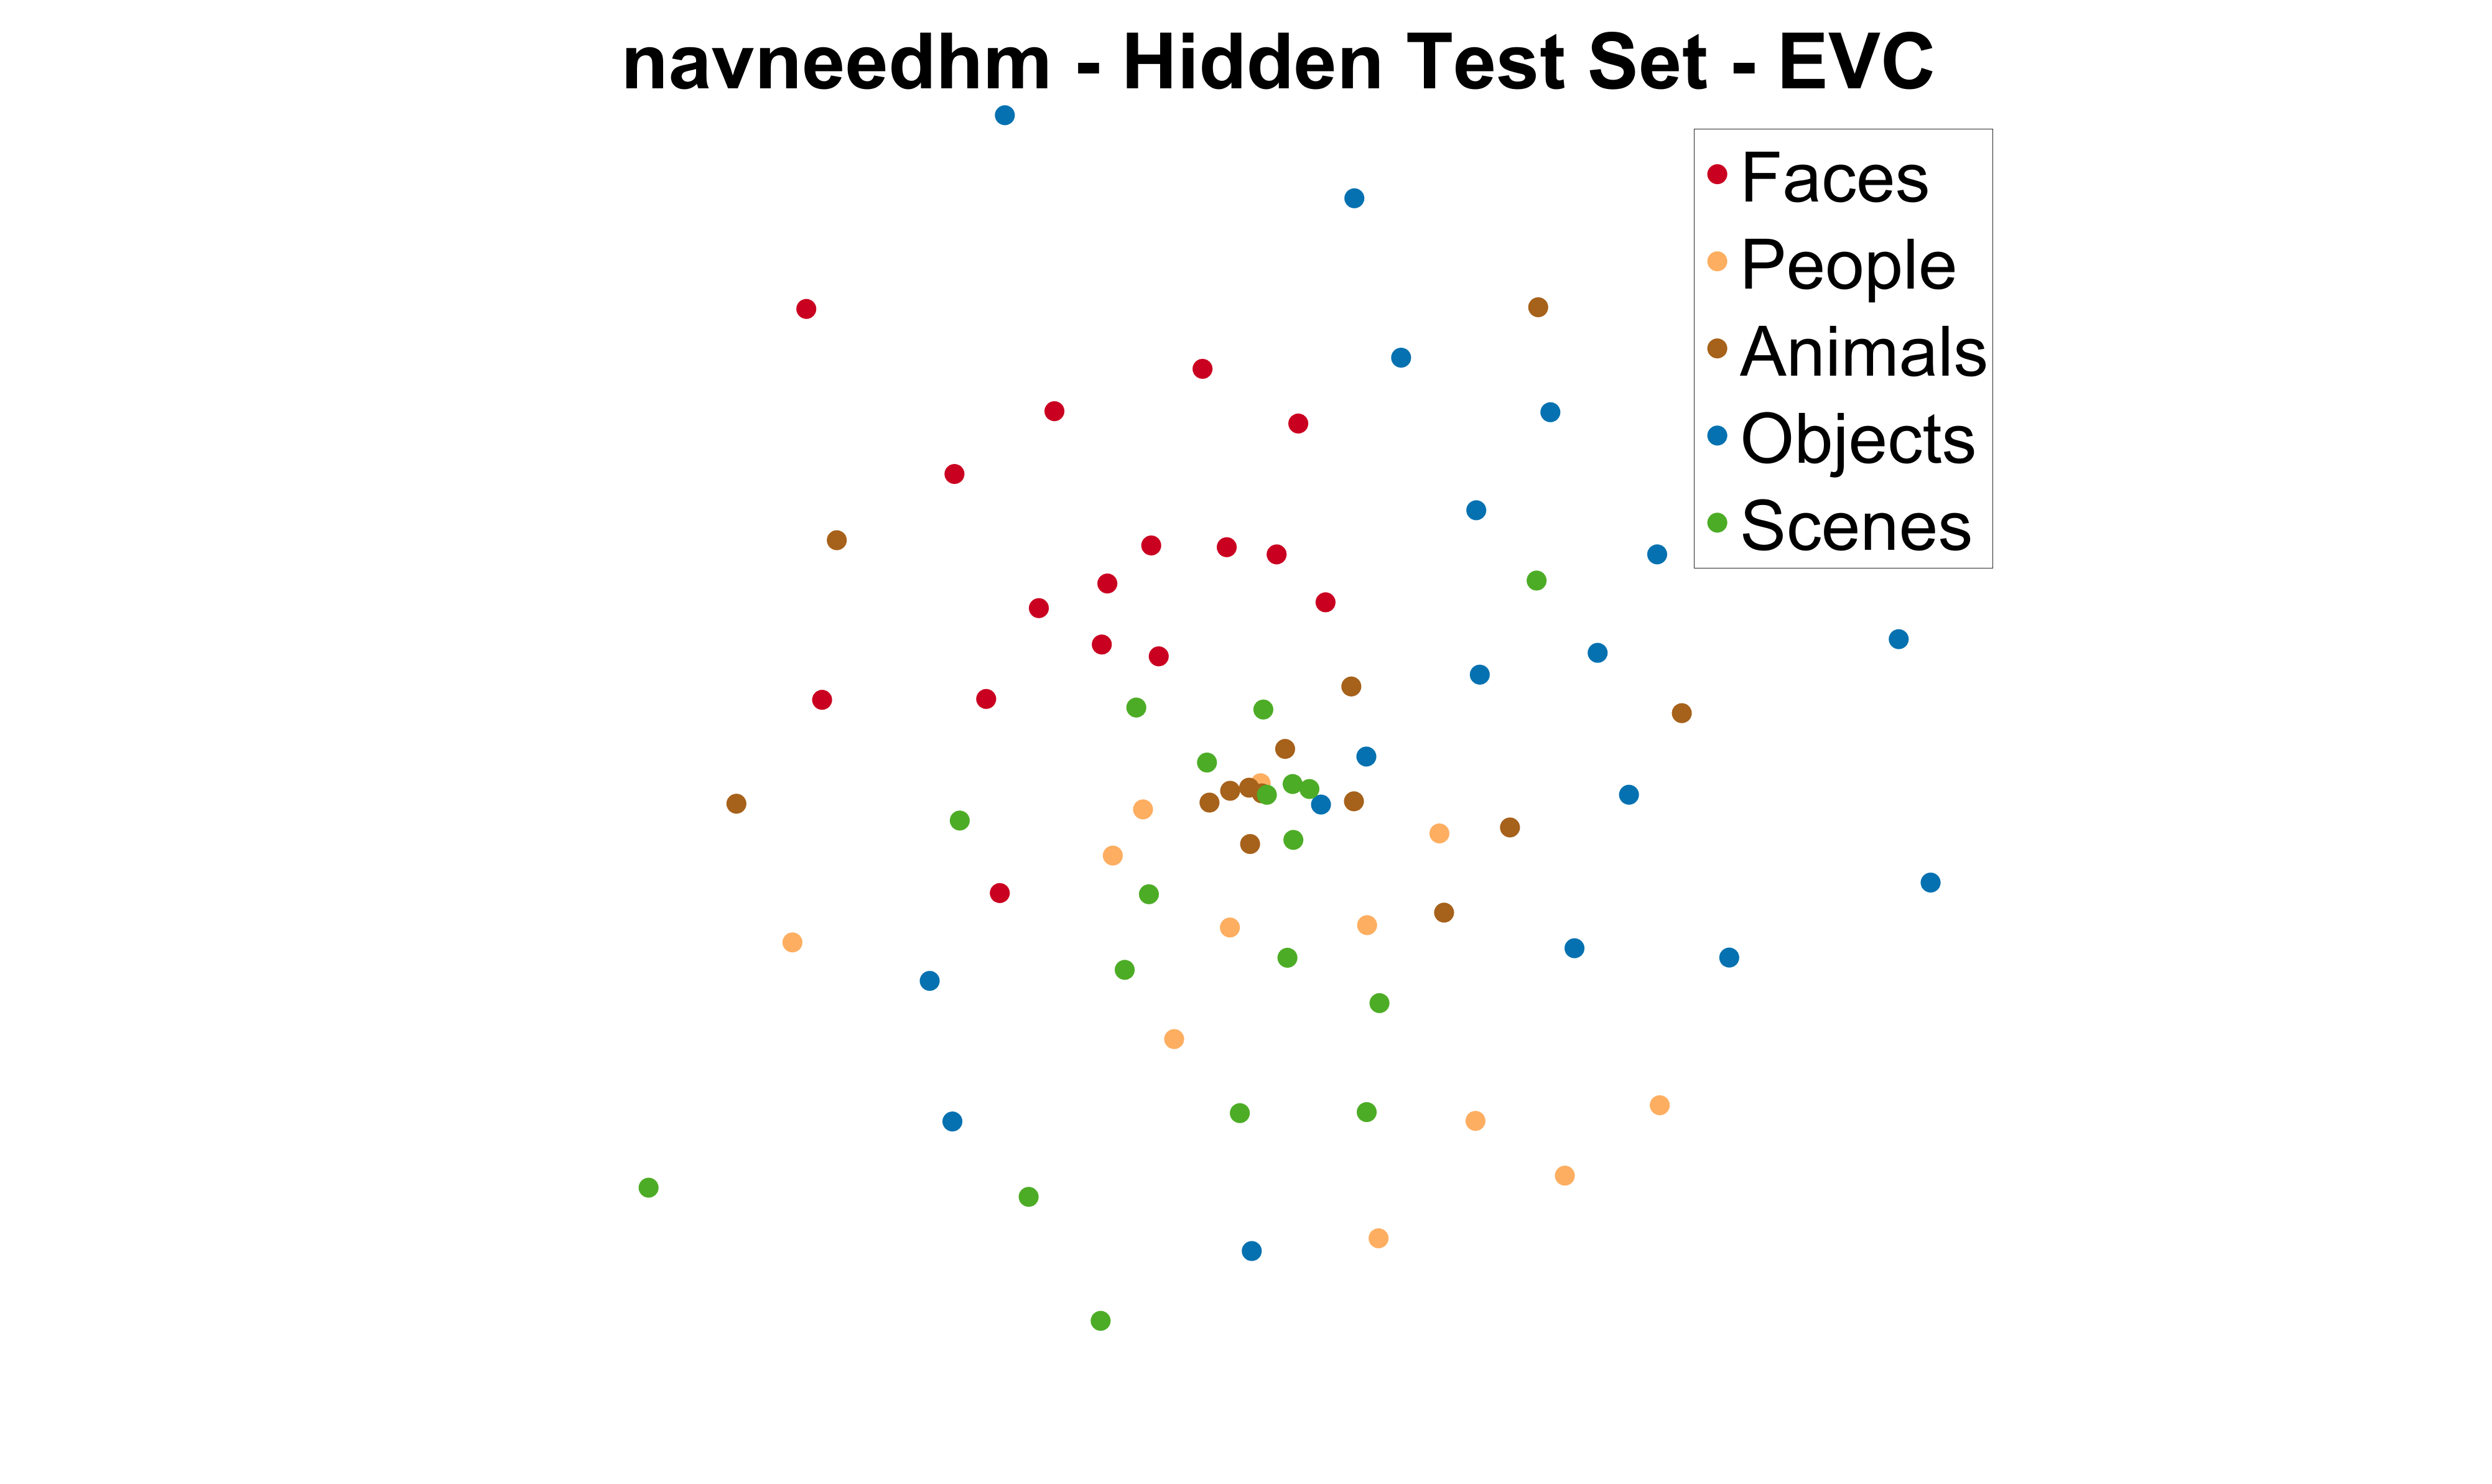 navneedhm - Hidden Test Set - EVC
Faces
People
Animals
Objects
Scenes